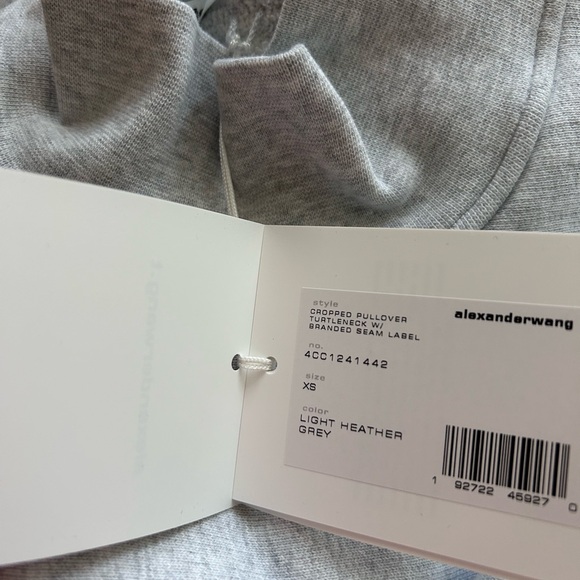 style
CROPPED PULLOVER
TURTLENECK W/
BRANDED SEAM LABEL
alexanderwang
no.
4CC1241442
size
XS
color
LIGHT HEATHER
GREY
1 92722 45927 0